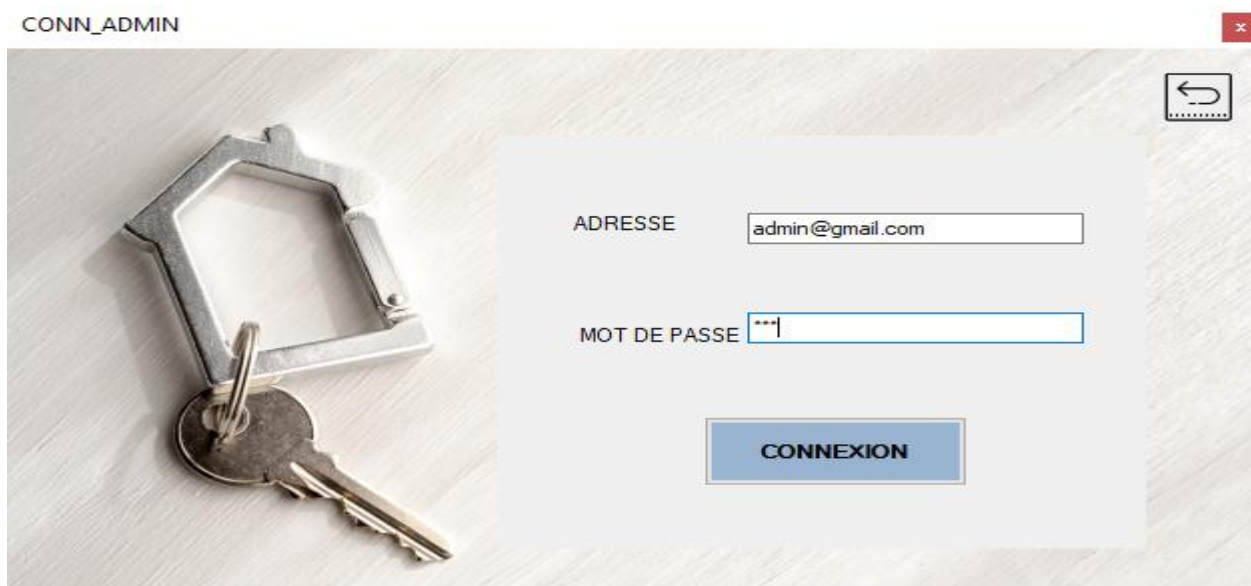 CONN_ADMIN
x
ADRESSE admin@gmail.com
MOT DE PASSE ***
CONNEXION